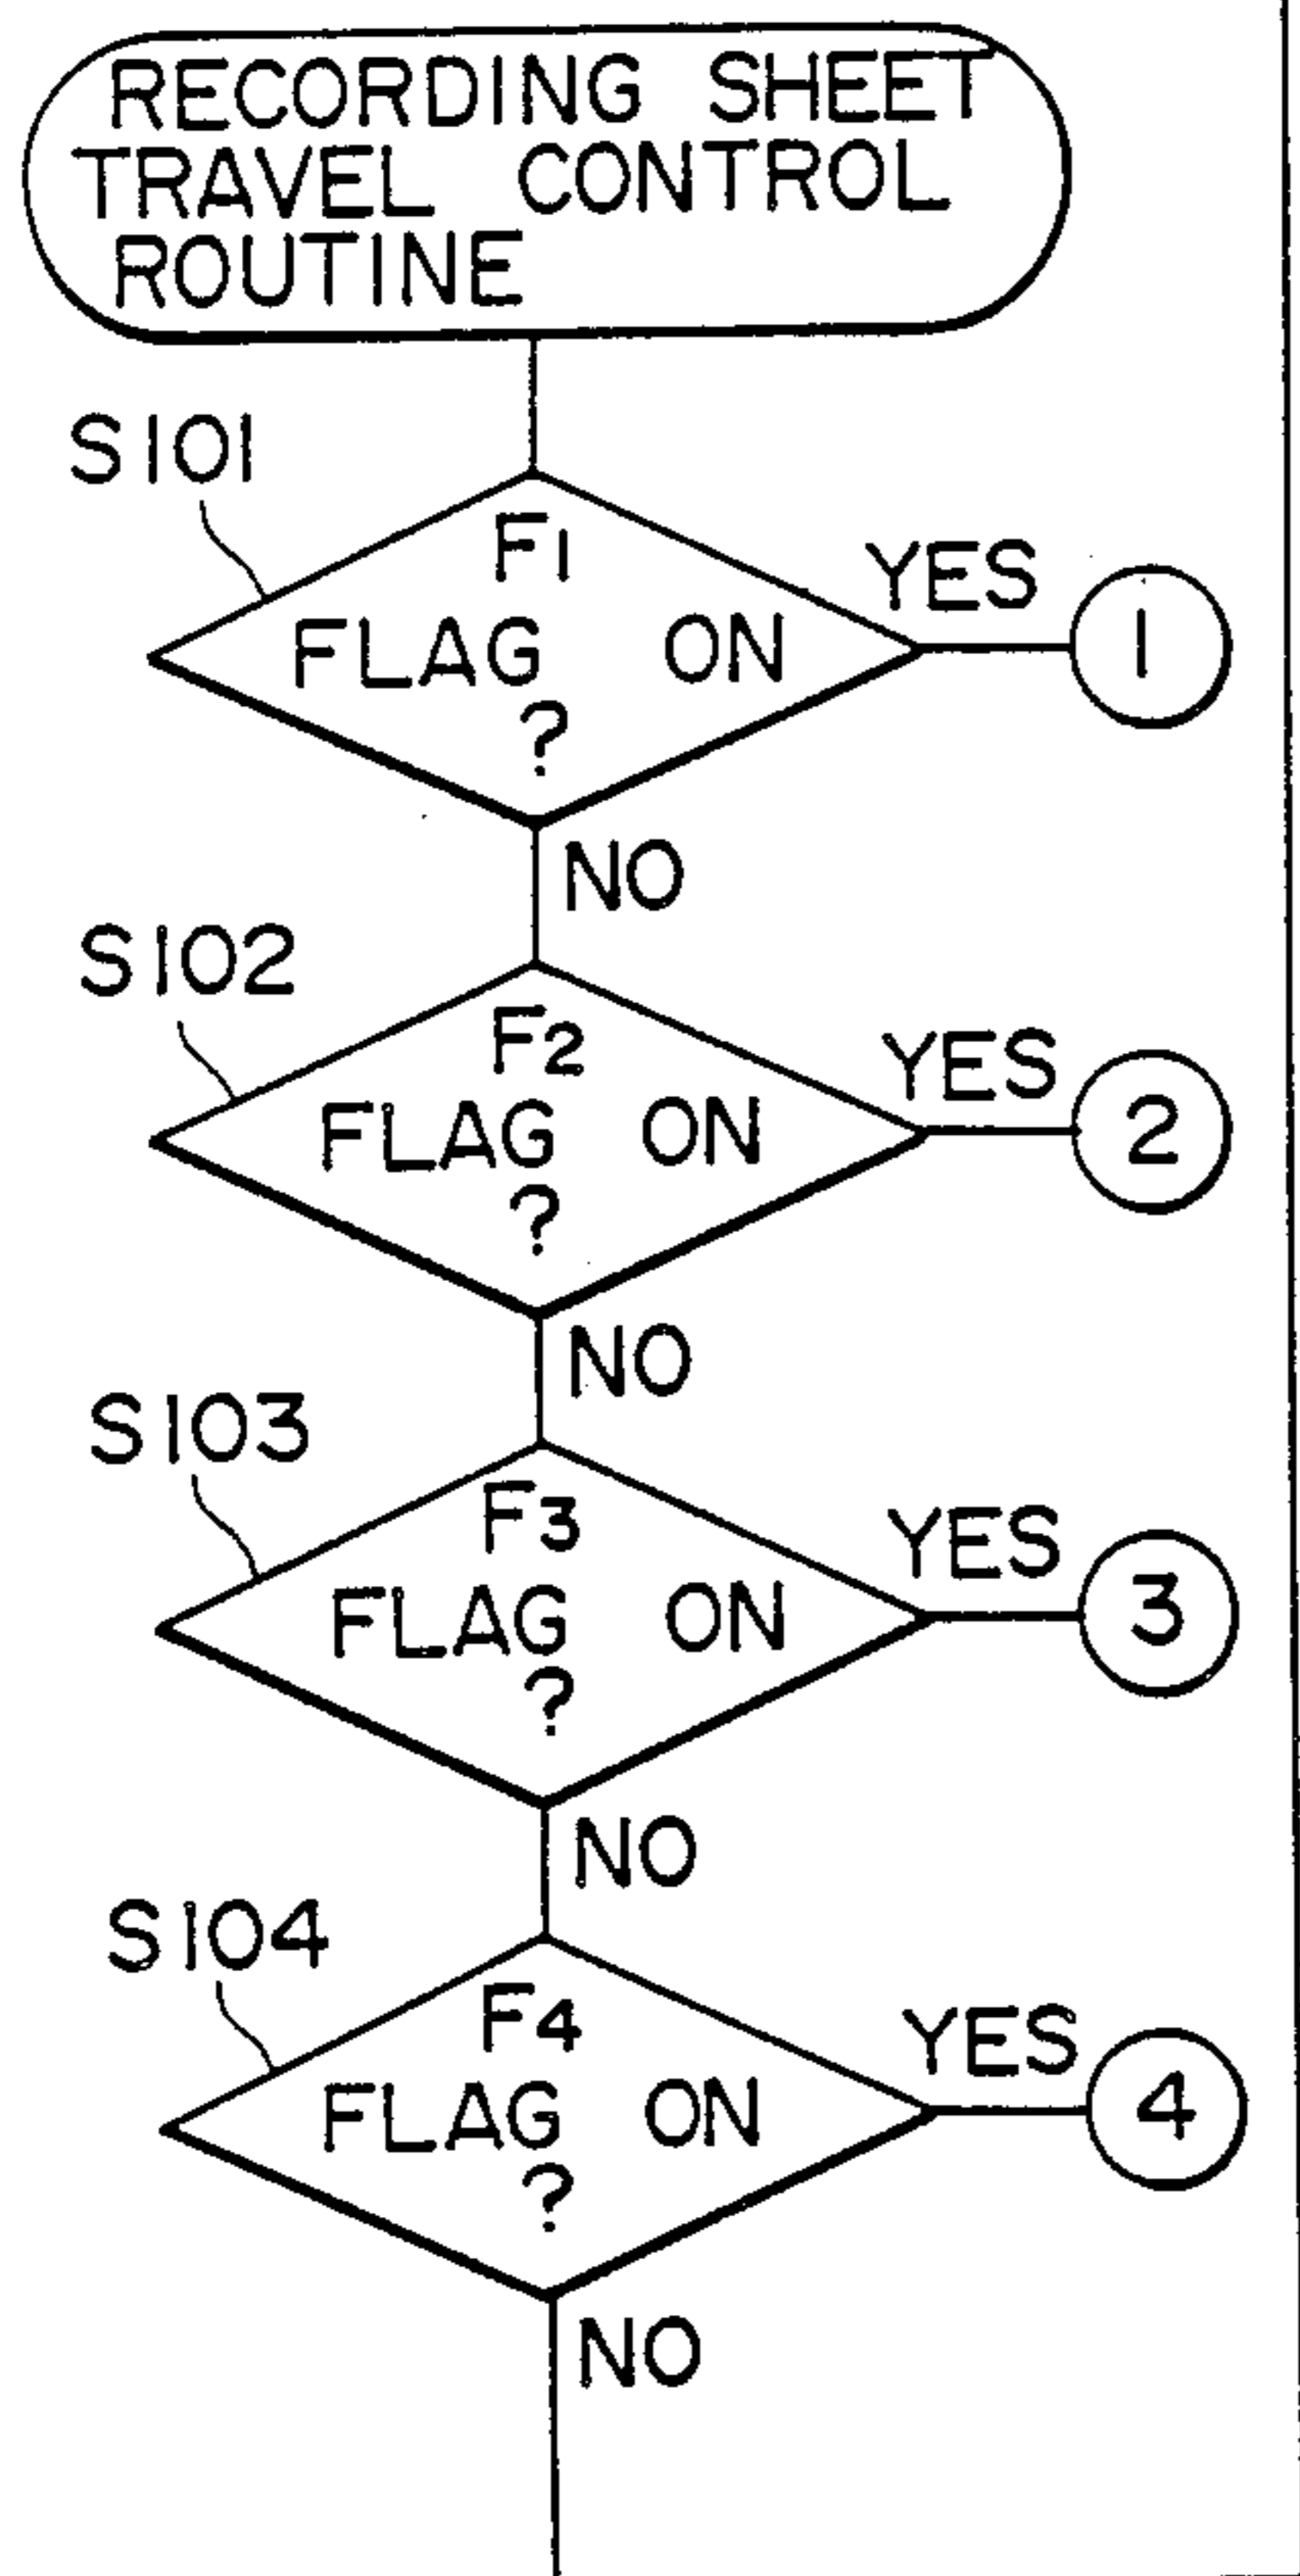 RECORDING SHEET
TRAVEL CONTROL
ROUTINE
S101
F1
FLAG ON
?
YES
1
NO
S102
F2
FLAG ON
?
YES
2
NO
S103
F3
FLAG ON
?
YES
3
NO
S104
F4
FLAG ON
?
YES
4
NO